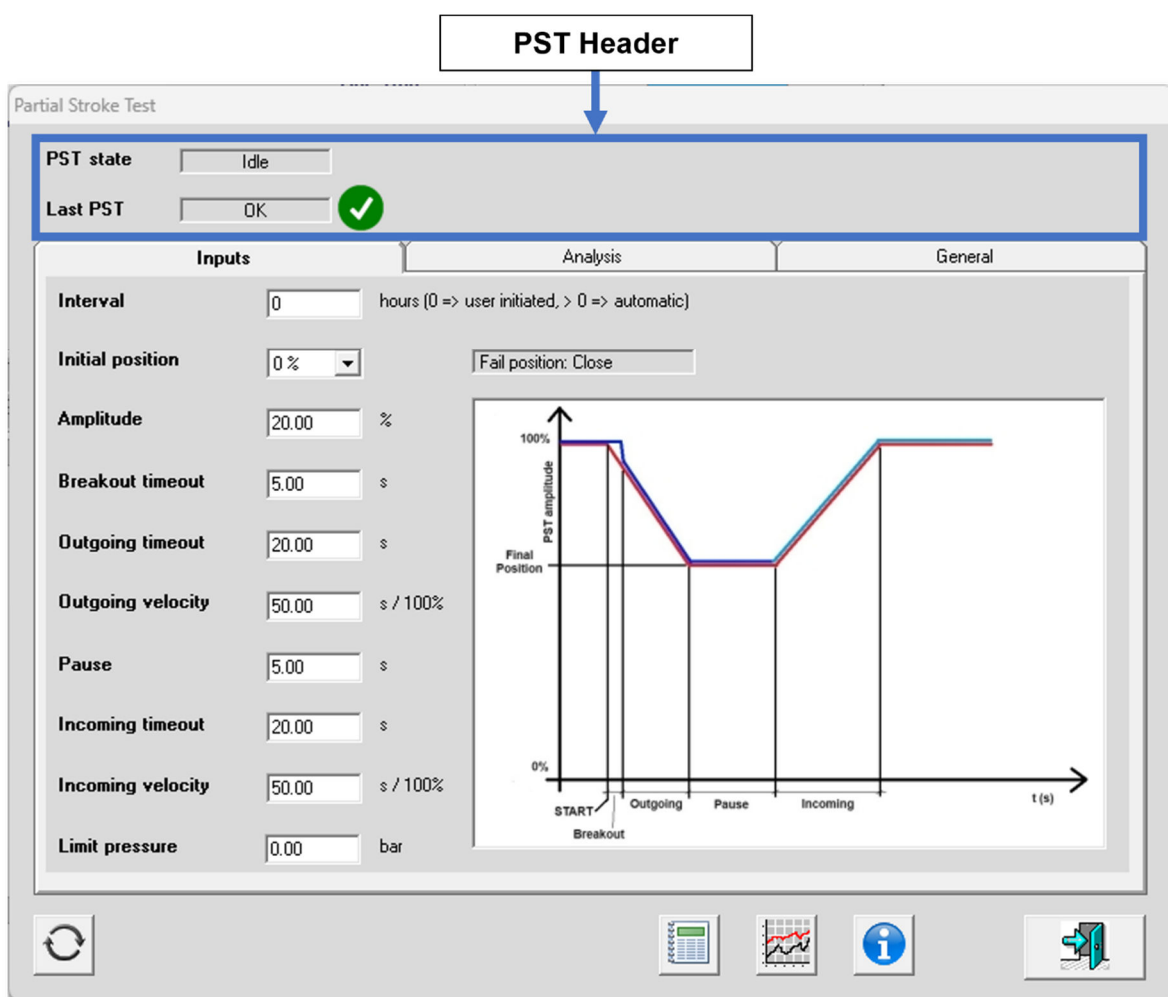 PST Header
Partial Stroke Test
PST state Idle
Last PST OK
Inputs Analysis General
Interval 0 hours (0 => user initiated, > 0 => automatic)
Initial position 0 % Fail position: Close
Amplitude 20.00 %
Breakout timeout 5.00 s
Outgoing timeout 20.00 s
Outgoing velocity 50.00 s / 100%
Pause 5.00 s
Incoming timeout 20.00 s
Incoming velocity 50.00 s / 100%
Limit pressure 0.00 bar
100%
PST amplitude
Final
Position
0%
START Outgoing Pause Incoming t (s)
Breakout